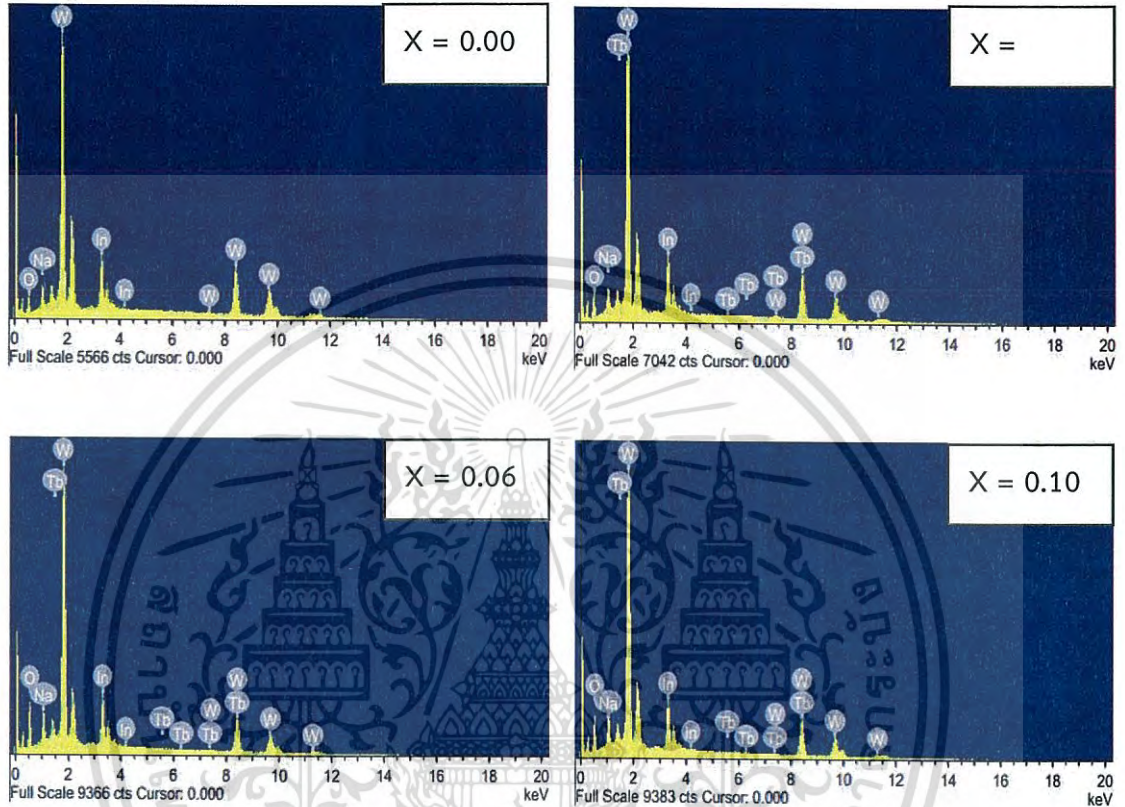 W
X = 0.00
In
Na
O
In
W
W
W
W
0 2 4 6 8 10 12 14 16 18 20
Full Scale 5566 cts Cursor: 0.000
keV
W
Tb
X =
In
Na
O
In
Tb
Tb
Tb
W
W
Tb
W
W
0 2 4 6 8 10 12 14 16 18 20
Full Scale 7042 cts Cursor: 0.000
keV
W
Tb
X = 0.06
O
Na
In
In
Tb
Tb
W
Tb
W
Tb
W
W
0 2 4 6 8 10 12 14 16 18 20
Full Scale 9366 cts Cursor: 0.000
keV
W
Tb
X = 0.10
O
Na
In
In
Tb
Tb
W
Tb
W
Tb
W
W
0 2 4 6 8 10 12 14 16 18 20
Full Scale 9383 cts Cursor: 0.000
keV